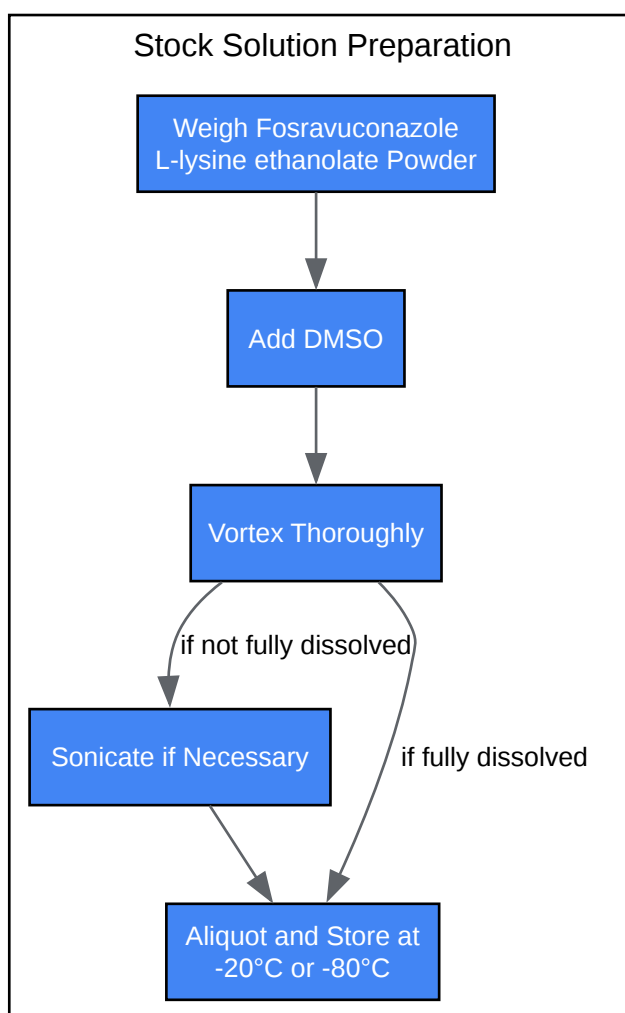 Stock Solution Preparation
Weigh Fosravuconazole
L-lysine ethanolate Powder
Add DMSO
Vortex Thoroughly
if not fully dissolved
Sonicate if Necessary
if fully dissolved
Aliquot and Store at
-20°C or -80°C